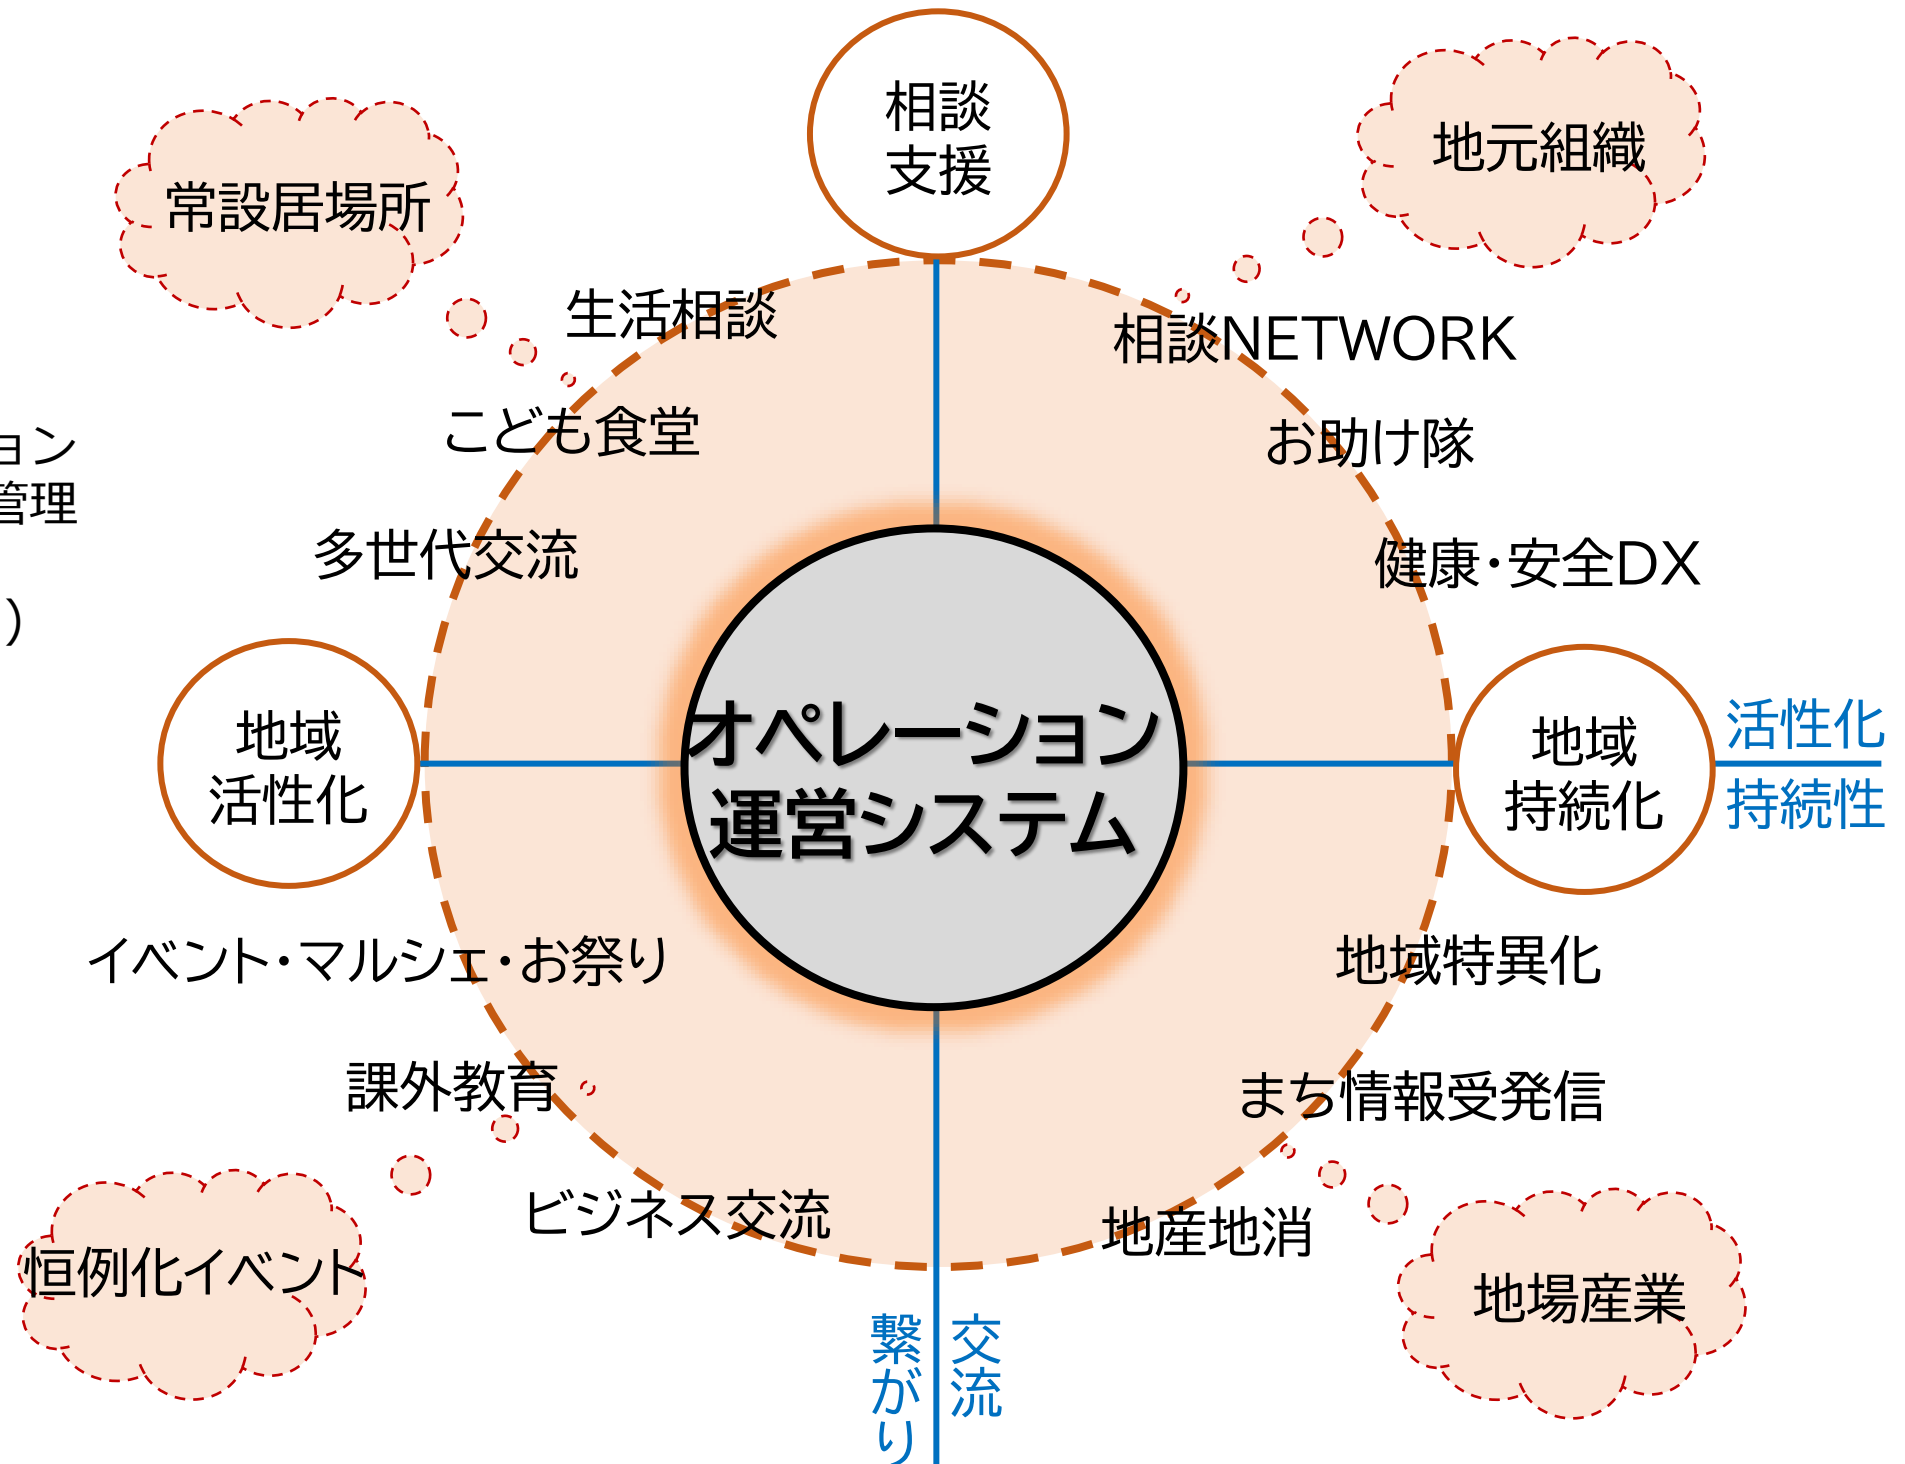 相談
支援
地元組織
常設居場所
生活相談
相談NETWORK
こども食堂
お助け隊
ョン
管理
多世代交流
健康・安全DX
）
地域
活性化
オペレーション
運営システム
地域
持続化
活性化
持続性
イベント・マルシェ・お祭り
地域特異化
課外教育
まち情報受発信
ビジネス交流
地産地消
恒例化イベント
地場産業
交流
繋がり